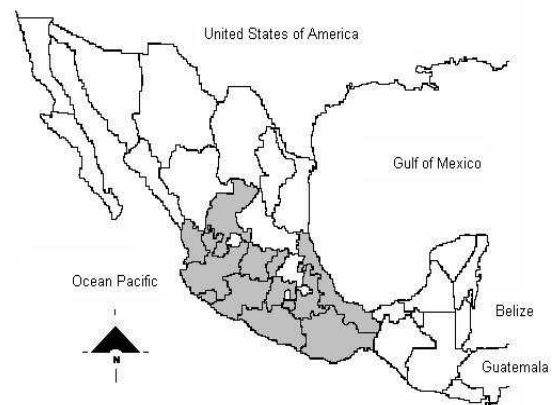 United States of America
Gulf of Mexico
Ocean Pacific
Belize
N
Guatemala